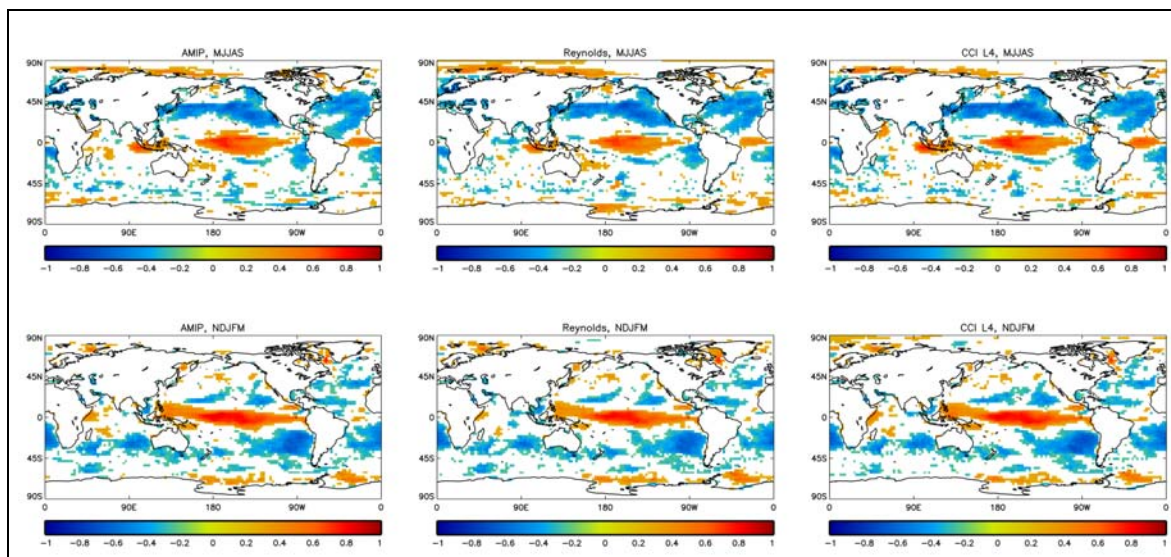 AMIP, MJJAS
90N
45N
0
45S
90S
0 90E 180 90W 0
-1 -0.8 -0.6 -0.4 -0.2 0 0.2 0.4 0.6 0.8 1
Reynolds, MJJAS
90N
45N
0
45S
90S
0 90E 180 90W 0
-1 -0.8 -0.6 -0.4 -0.2 0 0.2 0.4 0.6 0.8 1
CCI L4, MJJAS
90N
45N
0
45S
90S
0 90E 180 90W 0
-1 -0.8 -0.6 -0.4 -0.2 0 0.2 0.4 0.6 0.8 1
AMIP, NDJFM
90N
45N
0
45S
90S
0 90E 180 90W 0
-1 -0.8 -0.6 -0.4 -0.2 0 0.2 0.4 0.6 0.8 1
Reynolds, NDJFM
90N
45N
0
45S
90S
0 90E 180 90W 0
-1 -0.8 -0.6 -0.4 -0.2 0 0.2 0.4 0.6 0.8 1
CCI L4, NDJFM
90N
45N
0
45S
90S
0 90E 180 90W 0
-1 -0.8 -0.6 -0.4 -0.2 0 0.2 0.4 0.6 0.8 1